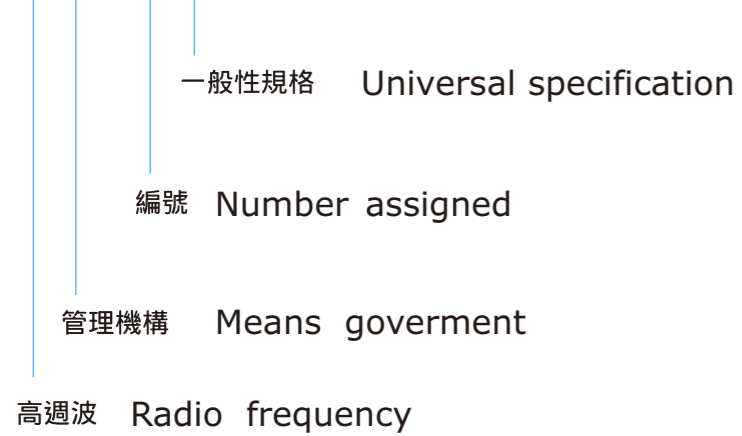 一般性規格 Universal specification
編號 Number assigned
管理機構 Means goverment
高週波 Radio frequency